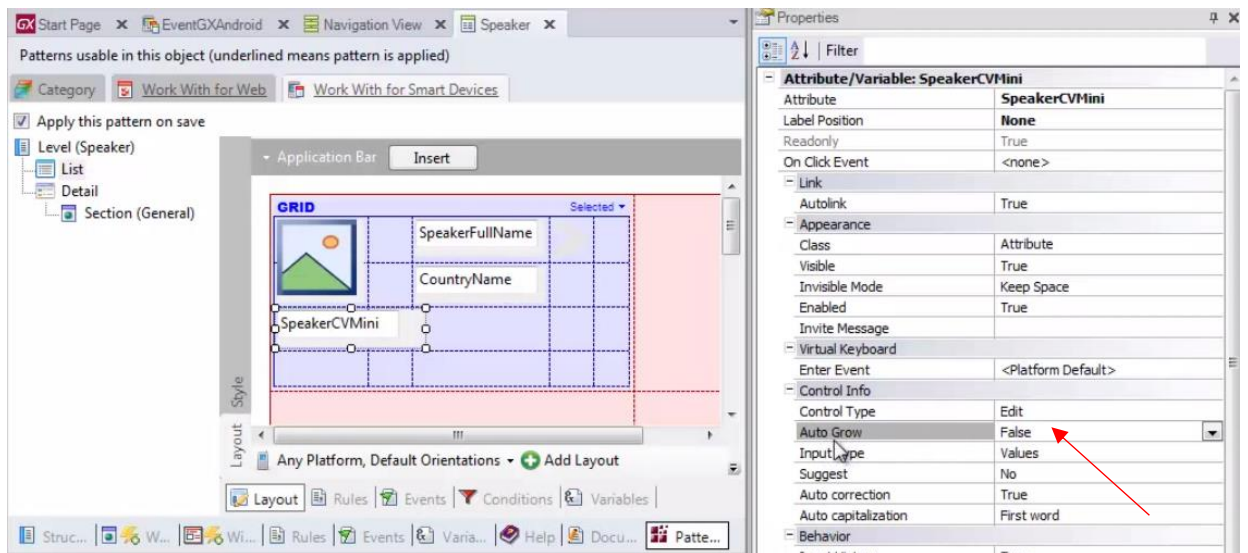 GX Start Page X EventGXAndroid X Navigation View X Speaker X
Patterns usable in this object (underlined means pattern is applied)
Category Work With for Web Work With for Smart Devices
Apply this pattern on save
Level (Speaker)
List
Detail
Section (General)
Application Bar Insert
GRID Selected
SpeakerFullName
CountryName
SpeakerCVMini
Style
Layout
Any Platform, Default Orientations Add Layout
Layout Rules Events Conditions Variables
Struc... W... Wi... Rules Events Varia... Help Docu... Patte...
Properties
Filter
Attribute/Variable: SpeakerCVMini
Attribute SpeakerCVMini
Label Position None
Readonly True
On Click Event <none>
Link
Autolink True
Appearance
Class Attribute
Visible True
Invisible Mode Keep Space
Enabled True
Invite Message
Virtual Keyboard
Enter Event <Platform Default>
Control Info
Control Type Edit
Auto Grow False
Input Type Values
Suggest No
Auto correction True
Auto capitalization First word
Behavior